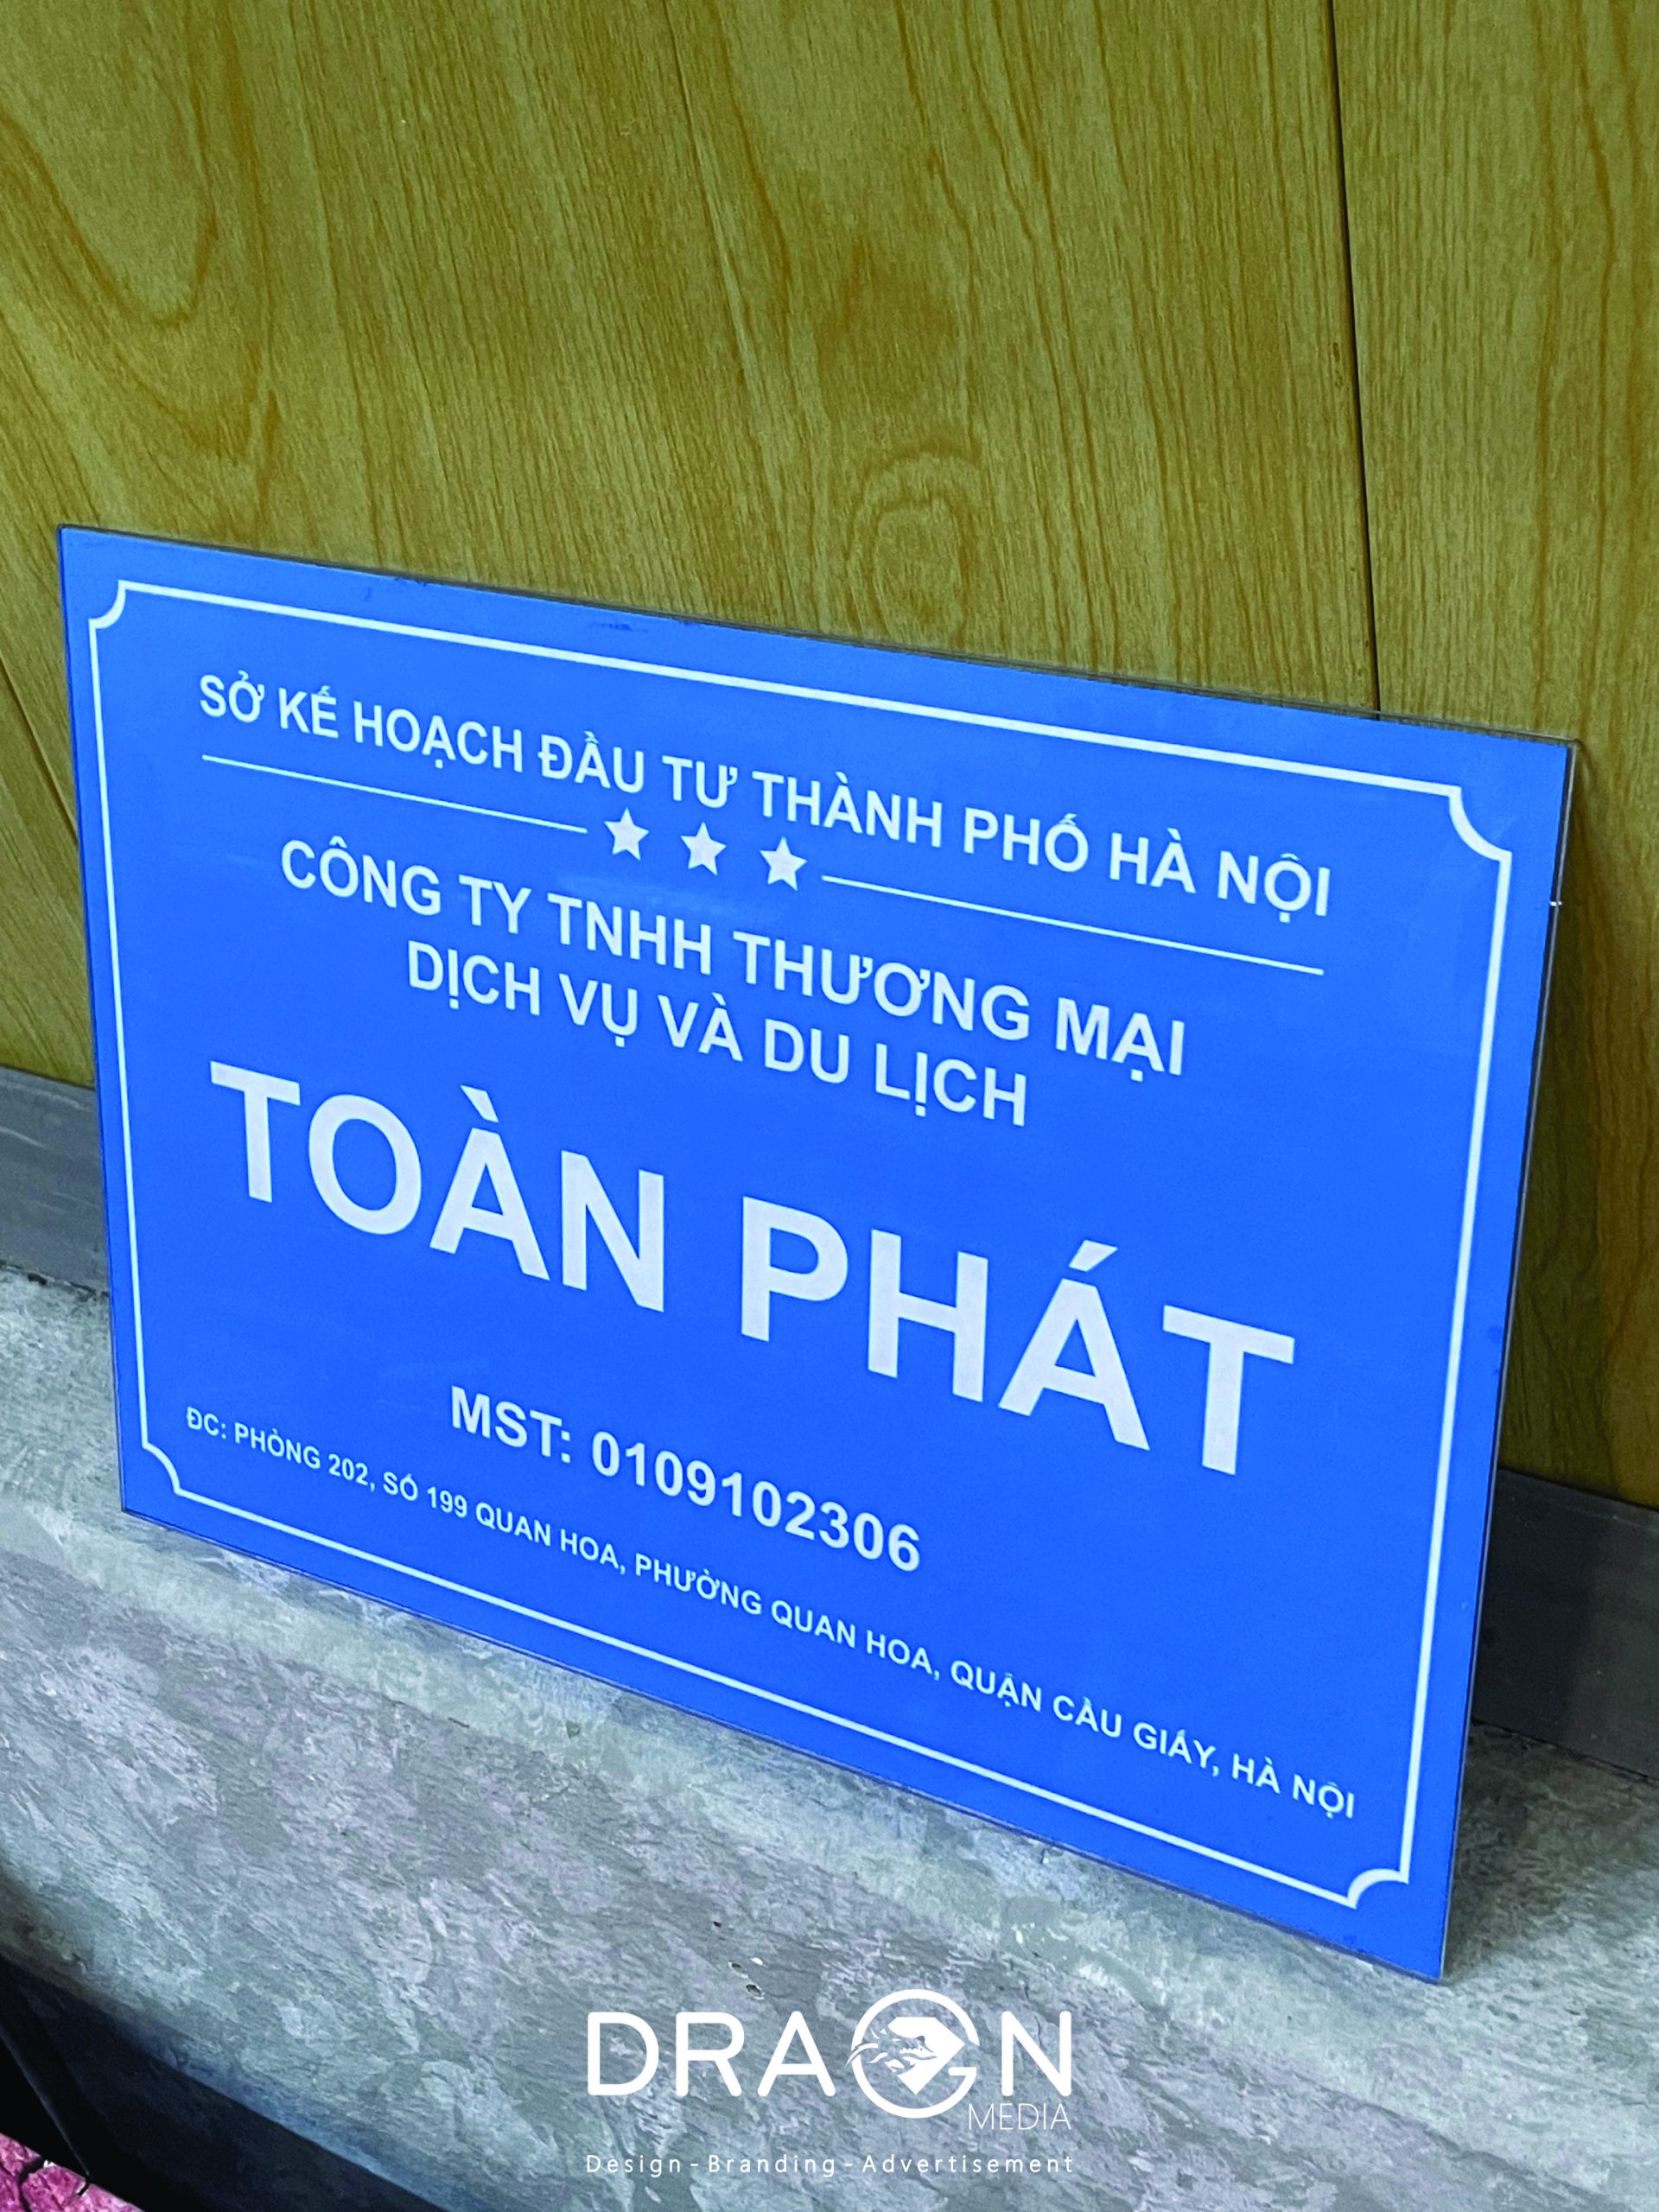 SỞ KẾ HOẠCH ĐẦU TƯ THÀNH PHỐ HÀ NỘI
CÔNG TY TNHH THƯƠNG MẠI
DỊCH VỤ VÀ DU LỊCH
TOÀN PHÁT
MST: 0109102306
ĐC: PHÒNG 202, SỐ 199 QUAN HOA, PHƯỜNG QUAN HOA, QUẬN CẦU GIẤY, HÀ NỘI
DRAGON
MEDIA
Design - Branding - Advertisement